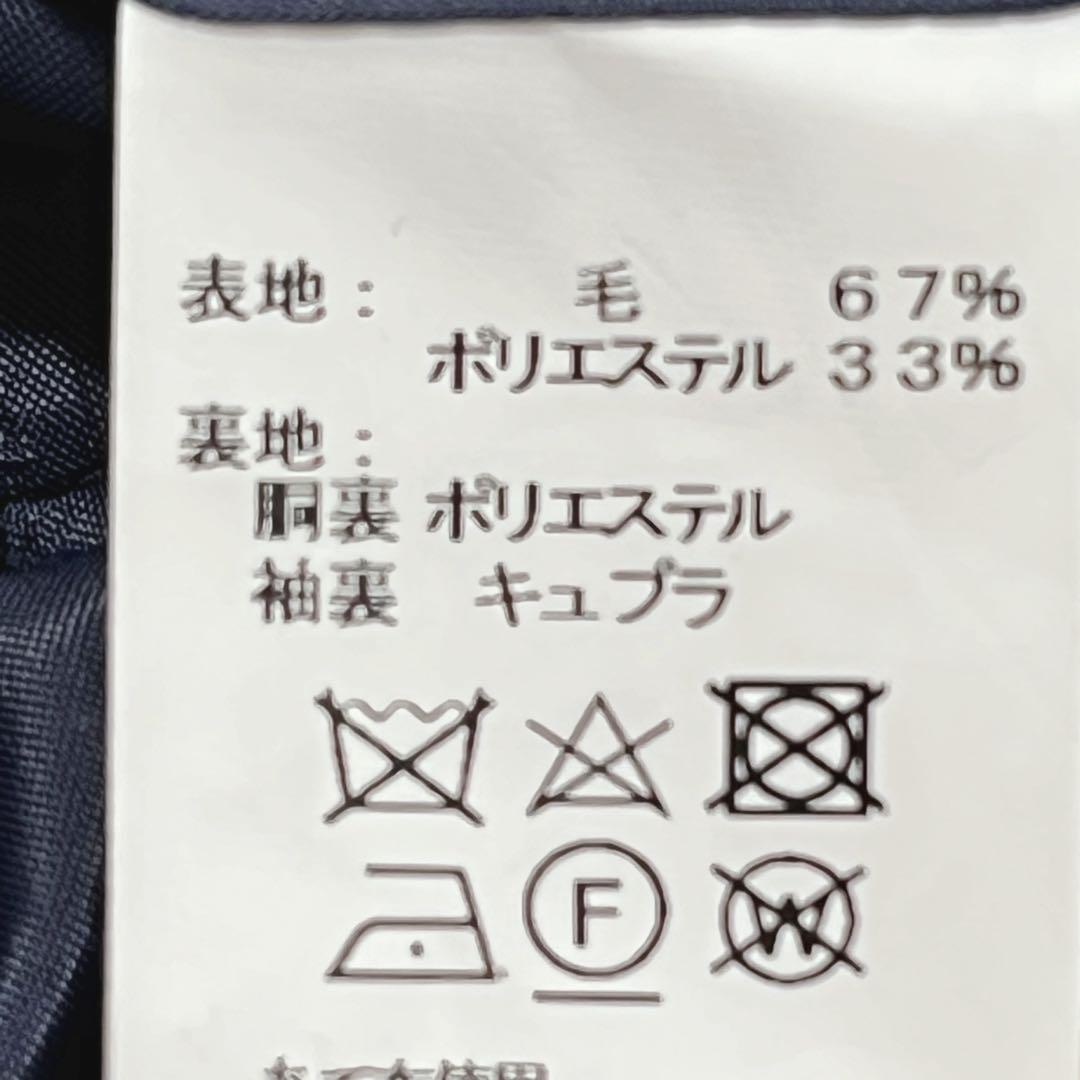 表地： 毛 67%
ポリエステル 33%
裏地：
胴裏 ポリエステル
袖裏 キュプラ
F
W